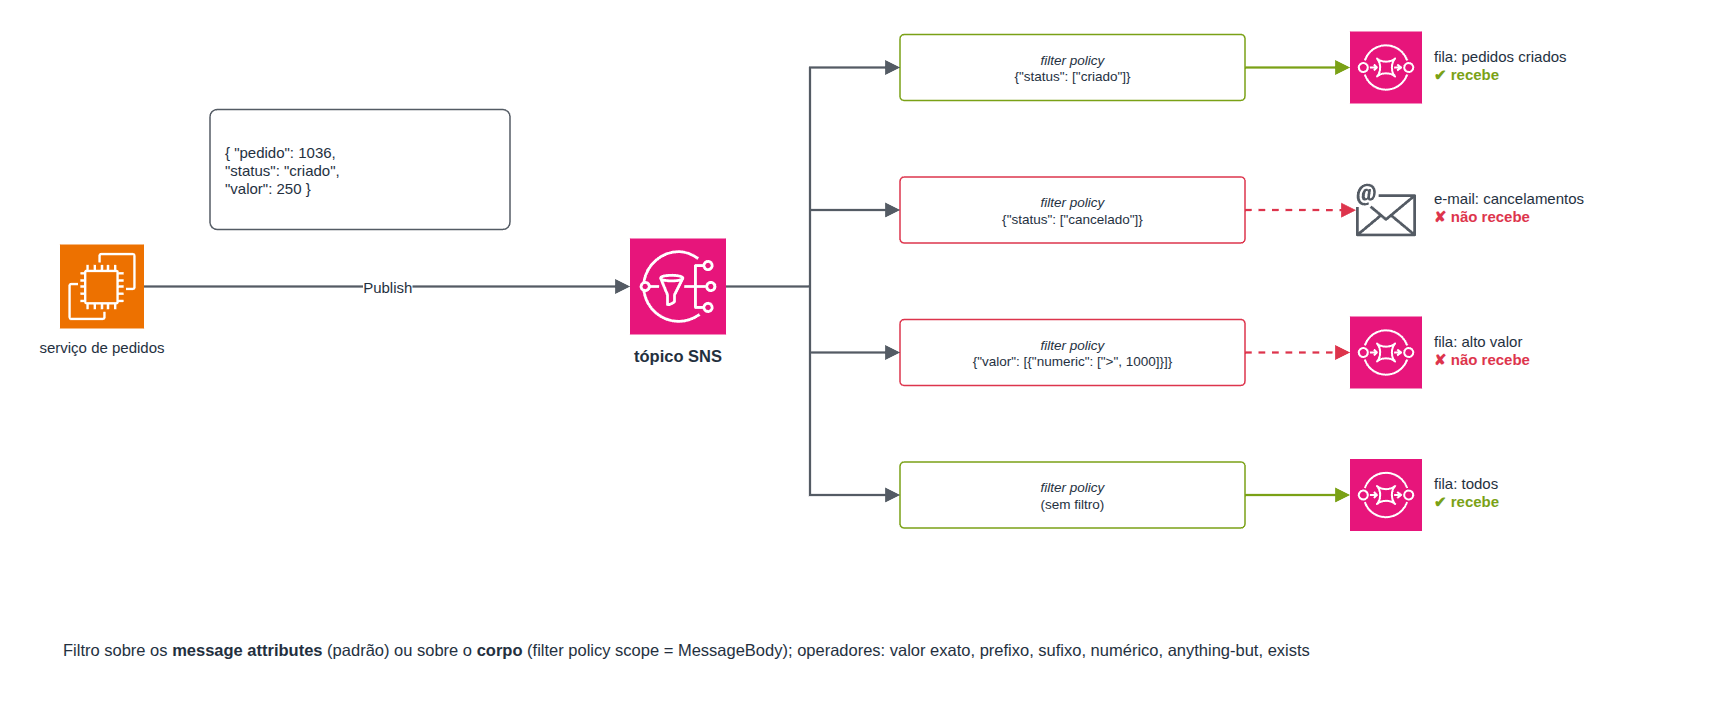 { "pedido": 1036,
"status": "criado",
"valor": 250 }
serviço de pedidos
Publish
tópico SNS
filter policy
{"status": ["criado"]}
fila: pedidos criados
✔ recebe
filter policy
{"status": ["cancelado"]}
e-mail: cancelamentos
✘ não recebe
filter policy
{"valor": [{"numeric": [">", 1000]}]}
fila: alto valor
✘ não recebe
filter policy
(sem filtro)
fila: todos
✔ recebe
Filtro sobre os message attributes (padrão) ou sobre o corpo (filter policy scope = MessageBody); operadores: valor exato, prefixo, sufixo, numérico, anything-but, exists